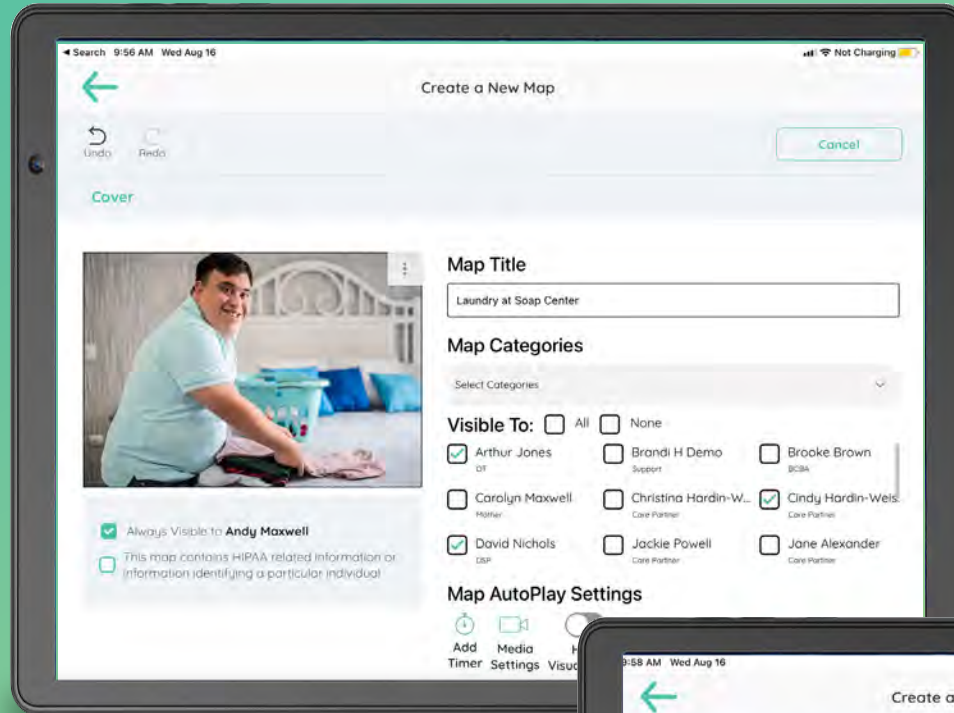 ◄ Search 9:56 AM Wed Aug 16
Not Charging
Create a New Map
Undo Redo
Cancel
Cover
Map Title
Laundry at Soap Center
Map Categories
Select Categories
Visible To: All None
Arthur Jones Brandi H Demo Brooke Brown
OT Support BCBA
Carolyn Maxwell Christina Hardin-W... Cindy Hardin-Weis
Mother Care Partner Care Partner
David Nichols Jackie Powell Jane Alexander
DSP Care Partner Care Partner
Always Visible to Andy Maxwell
This map contains HIPAA related information or
information identifying a particular individual
Map AutoPlay Settings
Add Media
Timer Settings
:58 AM Wed Aug 16
Create a